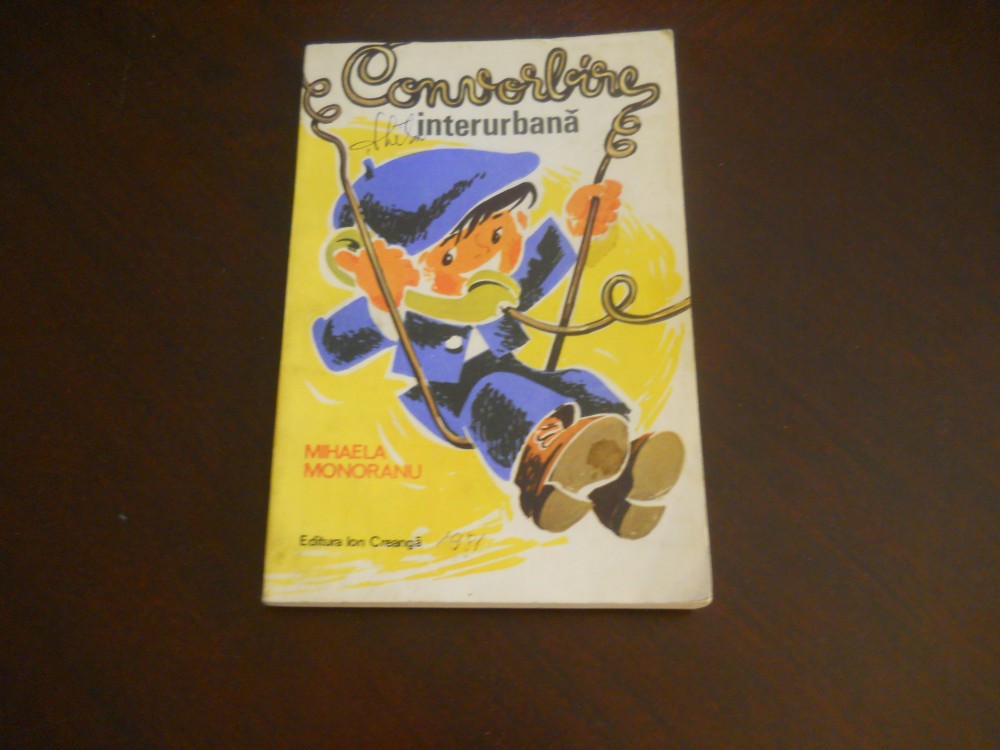 Convorbire
interurbană
MIHAELA
MONORANU
Editura Ion Creangă